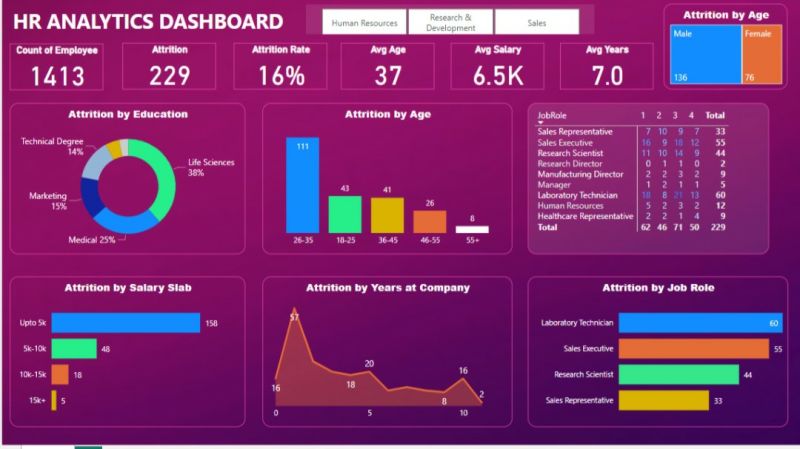 HR ANALYTICS DASHBOARD
Human Resources
Research &
Development
Sales
Attrition by Age
Male
Female
136
76
Count of Employee
1413
Attrition
229
Attrition Rate
16%
Avg Age
37
Avg Salary
6.5K
Avg Years
7.0
Attrition by Education
Technical Degree
14%
Life Sciences
38%
Marketing
15%
Medical 25%
Attrition by Age
111
43
41
26
8
26-35 18-25 36-45 46-55 55+
JobRole 1 2 3 4 Total
Sales Representative 7 10 9 7 33
Sales Executive 16 9 18 12 55
Research Scientist 11 10 14 9 44
Research Director 0 1 1 0 2
Manufacturing Director 2 2 3 2 9
Manager 1 2 1 1 5
Laboratory Technician 18 8 21 13 60
Human Resources 5 2 3 2 12
Healthcare Representative 2 2 1 4 9
Total 62 46 71 50 229
Attrition by Salary Slab
Upto 5k 158
5k-10k 48
10k-15k 18
15k+ 5
Attrition by Years at Company
57
16
18
20
8
16
2
0 5 10
Attrition by Job Role
Laboratory Technician 60
Sales Executive 55
Research Scientist 44
Sales Representative 33